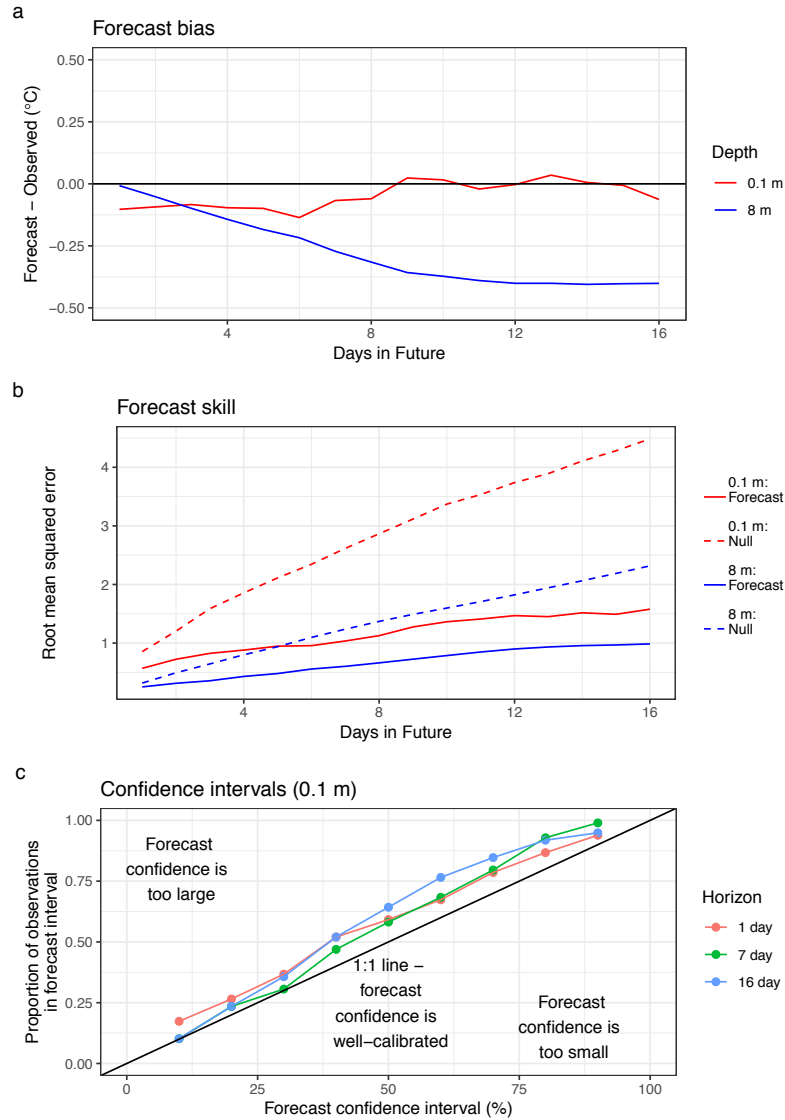 a
Forecast bias
0.50
0.25
0.00
−0.25
−0.50
Forecast − Observed (°C)
4
8
12
16
Days in Future
Depth
0.1 m
8 m
b
Forecast skill
4
3
2
1
Root mean squared error
4
8
12
16
Days in Future
0.1 m:
Forecast
0.1 m:
Null
8 m:
Forecast
8 m:
Null
c
Confidence intervals (0.1 m)
1.00
0.75
0.50
0.25
0.00
Proportion of observations
in forecast interval
Forecast
confidence is
too large
1:1 line −
forecast
confidence is
well−calibrated
Forecast
confidence is
too small
0
25
50
75
100
Forecast confidence interval (%)
Horizon
1 day
7 day
16 day